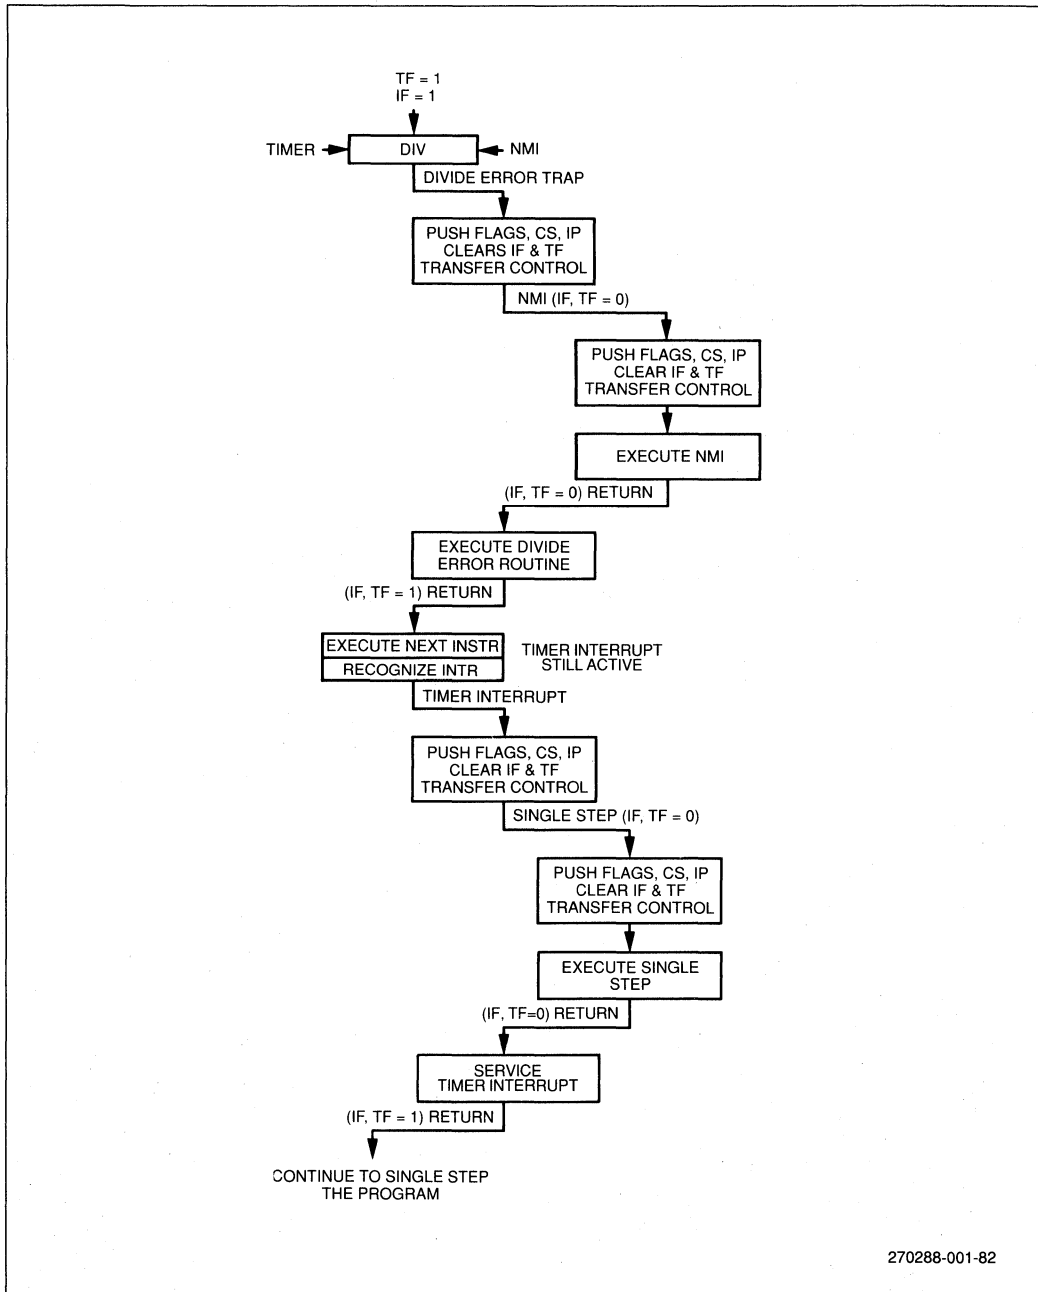 TF = 1
IF = 1
TIMER
DIV
NMI
DIVIDE ERROR TRAP
PUSH FLAGS, CS, IP
CLEARS IF & TF
TRANSFER CONTROL
NMI (IF, TF = 0)
PUSH FLAGS, CS, IP
CLEAR IF & TF
TRANSFER CONTROL
EXECUTE NMI
(IF, TF = 0) RETURN
EXECUTE DIVIDE
ERROR ROUTINE
(IF, TF = 1) RETURN
EXECUTE NEXT INSTR
RECOGNIZE INTR
TIMER INTERRUPT
STILL ACTIVE
TIMER INTERRUPT
PUSH FLAGS, CS, IP
CLEAR IF & TF
TRANSFER CONTROL
SINGLE STEP (IF, TF = 0)
PUSH FLAGS, CS, IP
CLEAR IF & TF
TRANSFER CONTROL
EXECUTE SINGLE
STEP
(IF, TF=0) RETURN
SERVICE
TIMER INTERRUPT
(IF, TF = 1) RETURN
CONTINUE TO SINGLE STEP
THE PROGRAM
270288-001-82